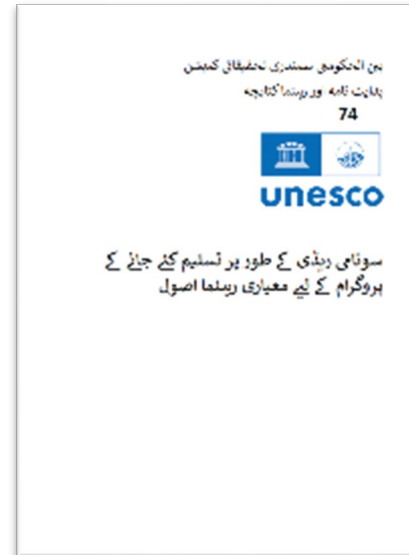 بین الحکومتی سمندری تحقیقاتی کمیشن
ہدایت نامہ اور رہنما کتابچہ
74
unesco
سونامی ریڈی کے طور پر تسلیم کئے جانے کے
پروگرام کے لیے معیاری رہنما اصول